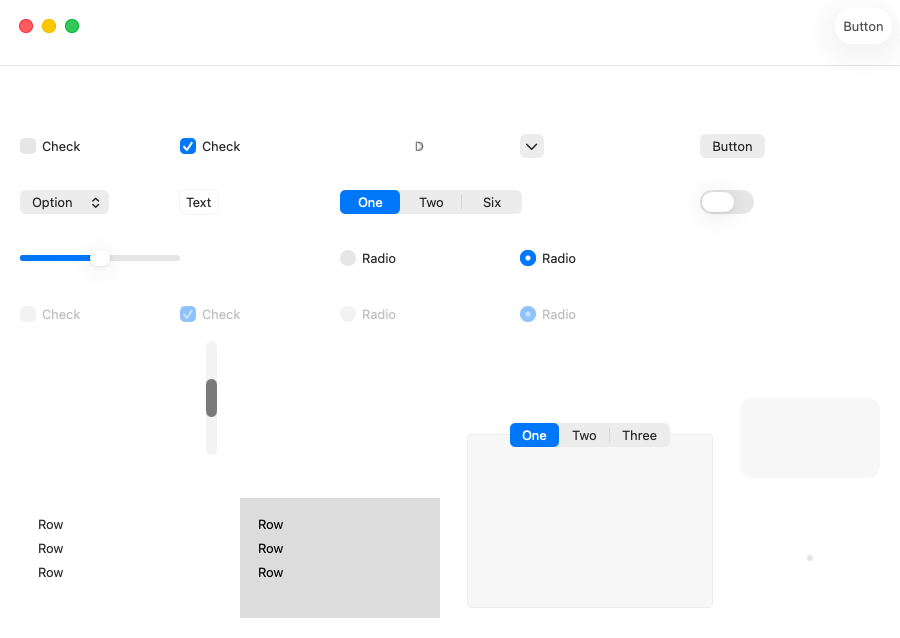 Button
Check Check D Button
Option Text One Two Six
Radio Radio
Check Check Radio Radio
One Two Three
Row Row
Row Row
Row Row